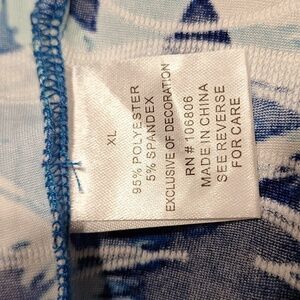 XL
95% POLYESTER
5% SPANDEX
EXCLUSIVE OF DECORATION
RN # 106806
MADE IN CHINA
SEE REVERSE
FOR CARE